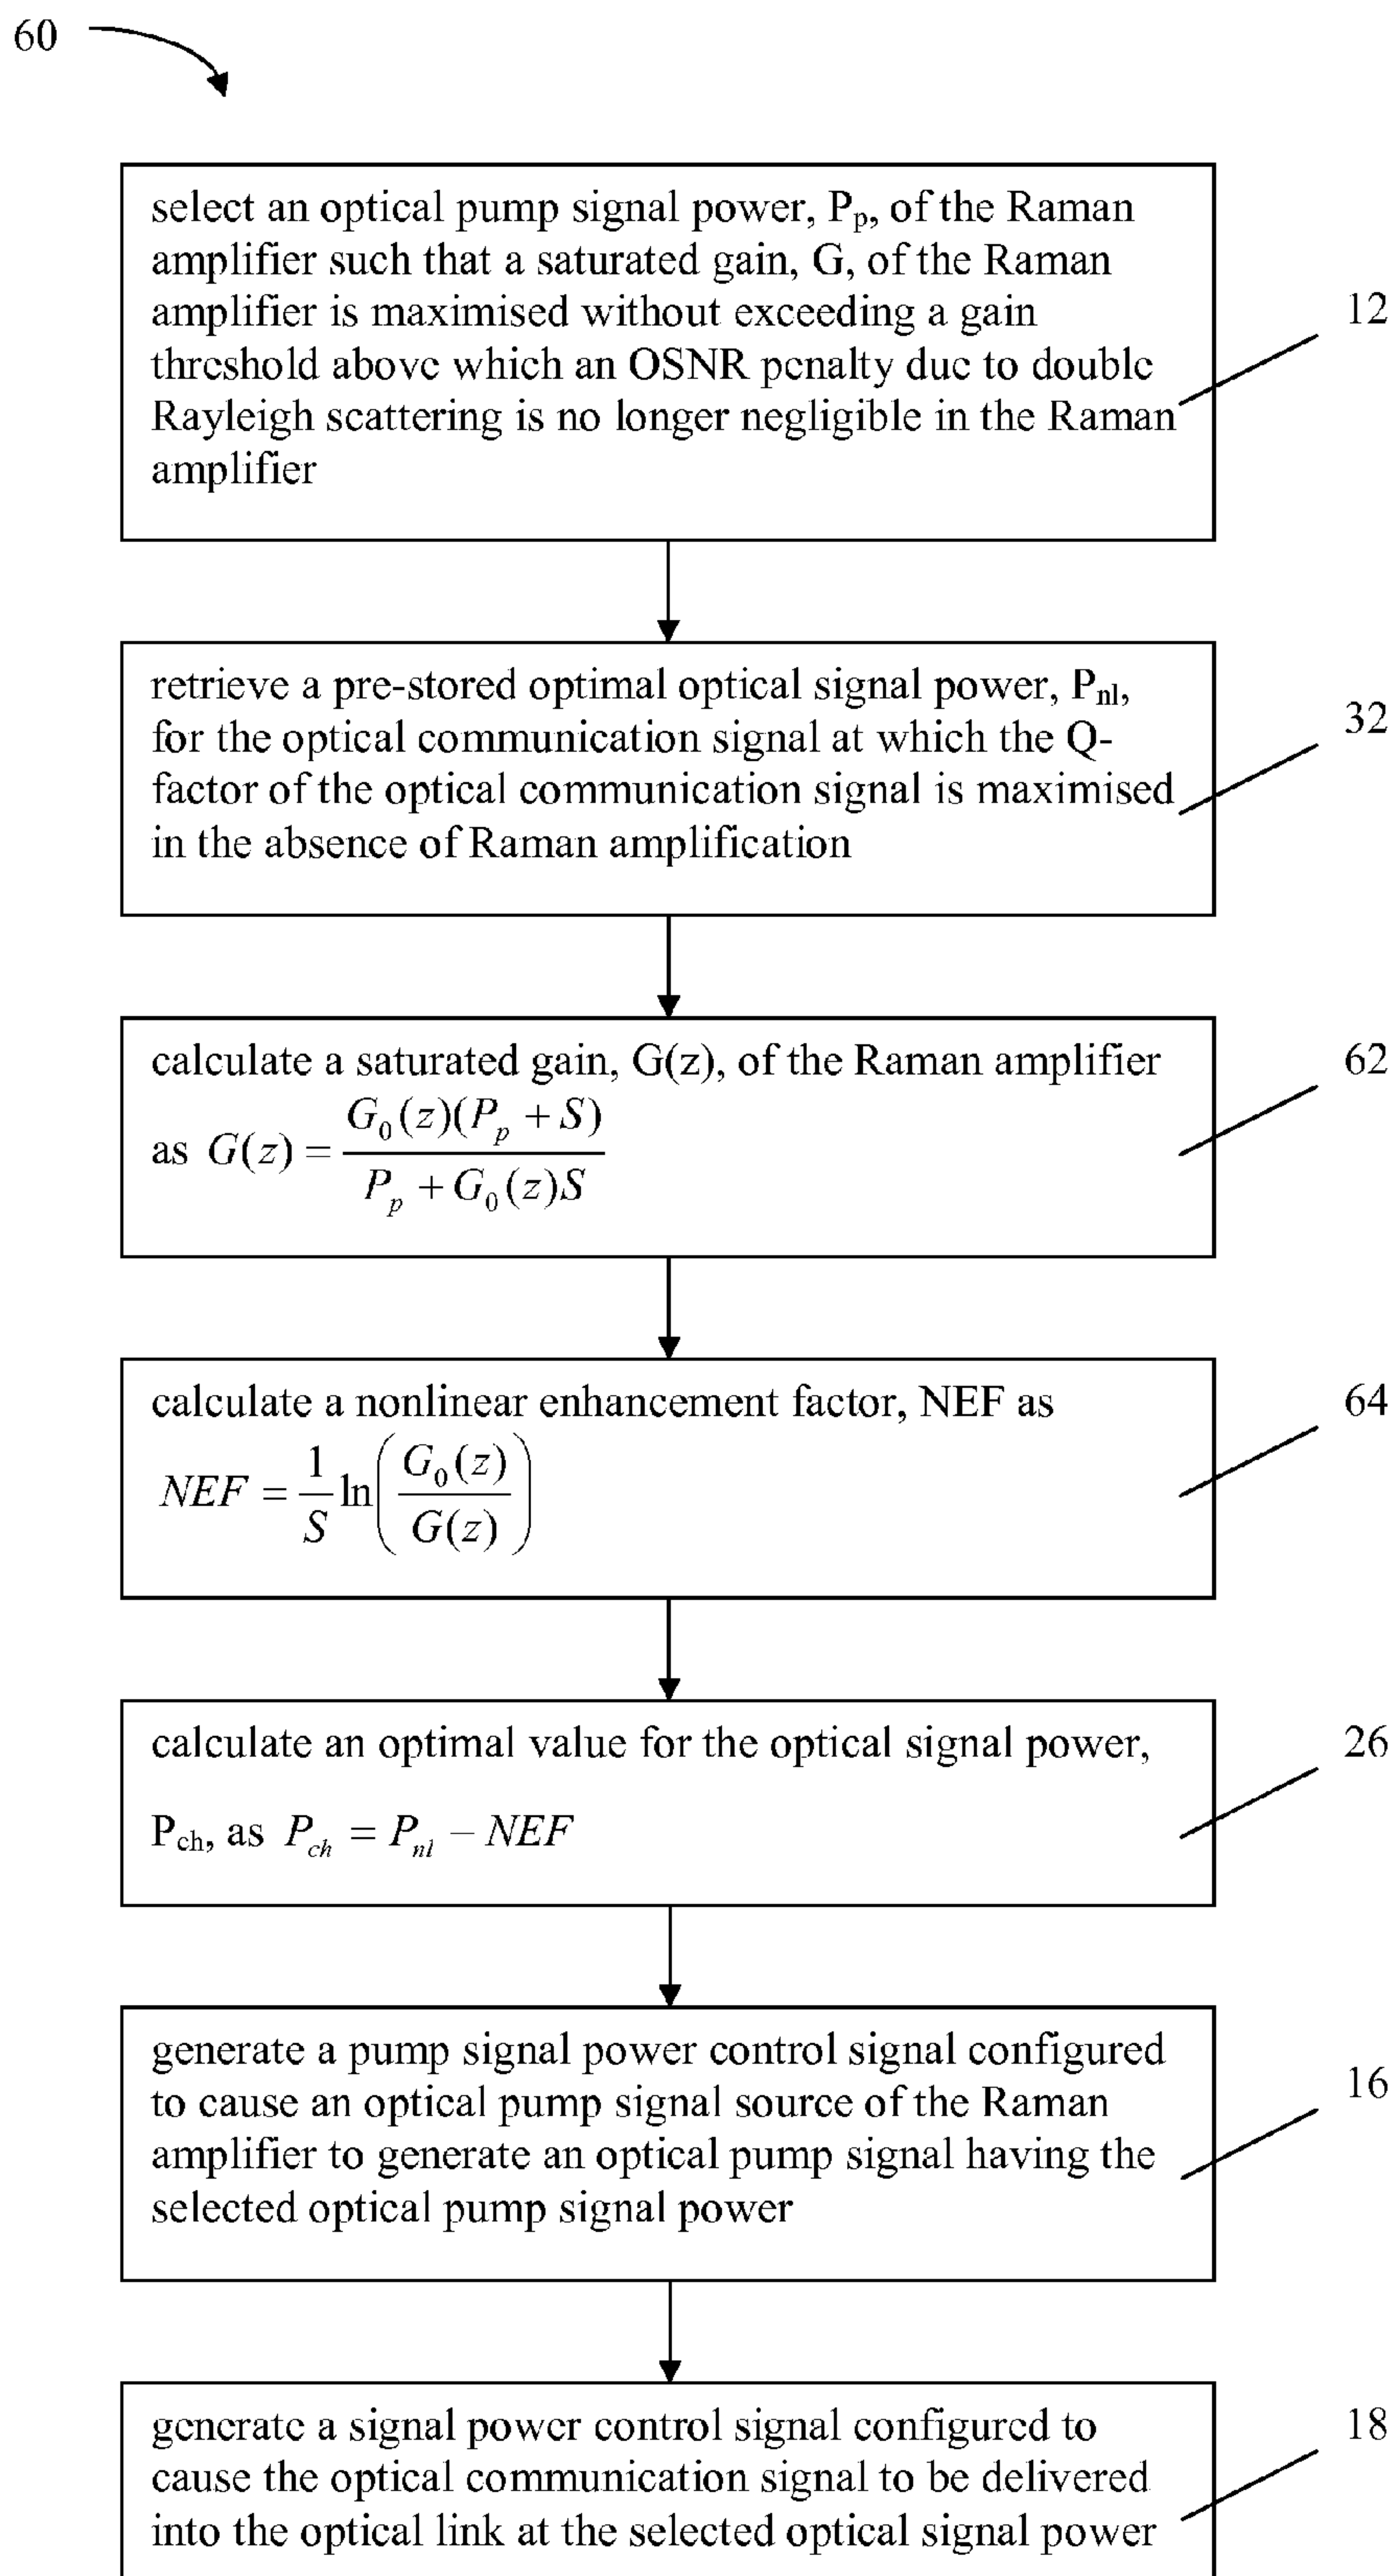 60
select an optical pump signal power, Pp, of the Raman
amplifier such that a saturated gain, G, of the Raman
amplifier is maximised without exceeding a gain
threshold above which an OSNR penalty due to double
Rayleigh scattering is no longer negligible in the Raman
amplifier
12
retrieve a pre-stored optimal optical signal power, Pnl,
for the optical communication signal at which the Q-
factor of the optical communication signal is maximised
in the absence of Raman amplification
32
calculate a saturated gain, G(z), of the Raman amplifier
as G(z) = G0(z)(Pp + S) / Pp + G0(z)S
62
calculate a nonlinear enhancement factor, NEF as
NEF = 1/S ln(G0(z)/G(z))
64
calculate an optimal value for the optical signal power,
Pch, as Pch = Pnl − NEF
26
generate a pump signal power control signal configured
to cause an optical pump signal source of the Raman
amplifier to generate an optical pump signal having the
selected optical pump signal power
16
generate a signal power control signal configured to
cause the optical communication signal to be delivered
into the optical link at the selected optical signal power
18